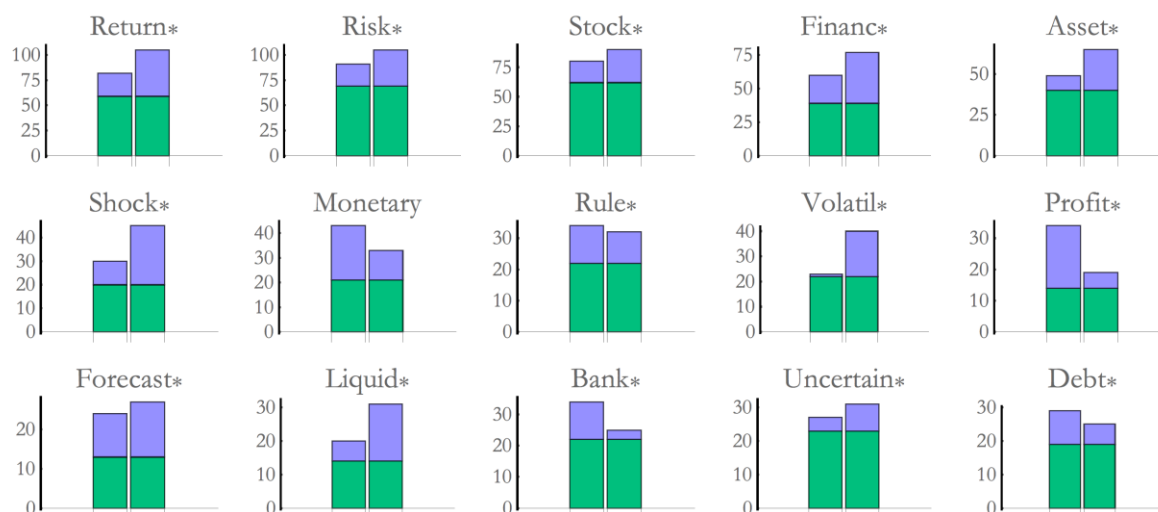 Return* Risk* Stock* Financ* Asset*
100 75 50 25 0
100 75 50 25 0
75 50 25 0
75 50 25 0
50 25 0
Shock* Monetary Rule* Volatil* Profit*
40 30 20 10 0
40 30 20 10 0
30 20 10 0
40 30 20 10 0
30 20 10 0
Forecast* Liquid* Bank* Uncertain* Debt*
20 10 0
30 20 10 0
30 20 10 0
30 20 10 0
30 20 10 0